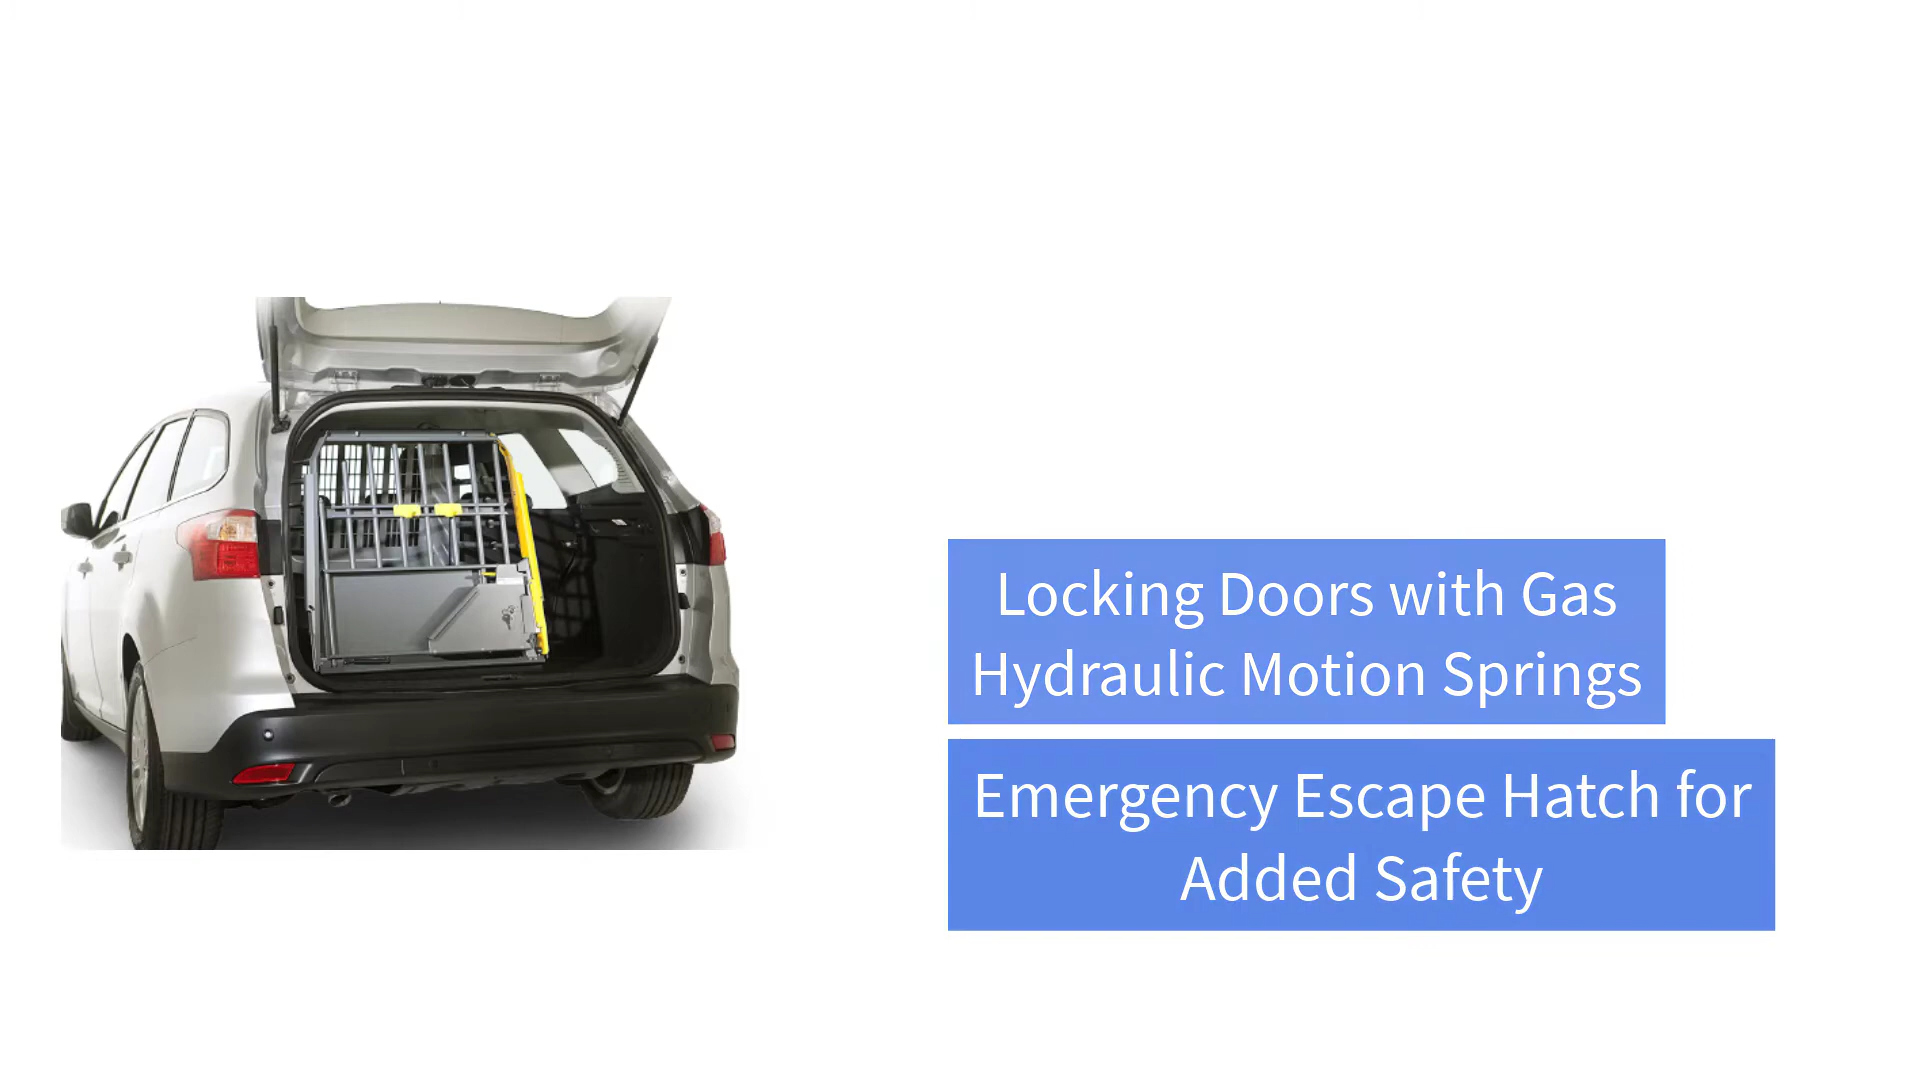 Locking Doors with Gas
Hydraulic Motion Springs
Emergency Escape Hatch for
Added Safety